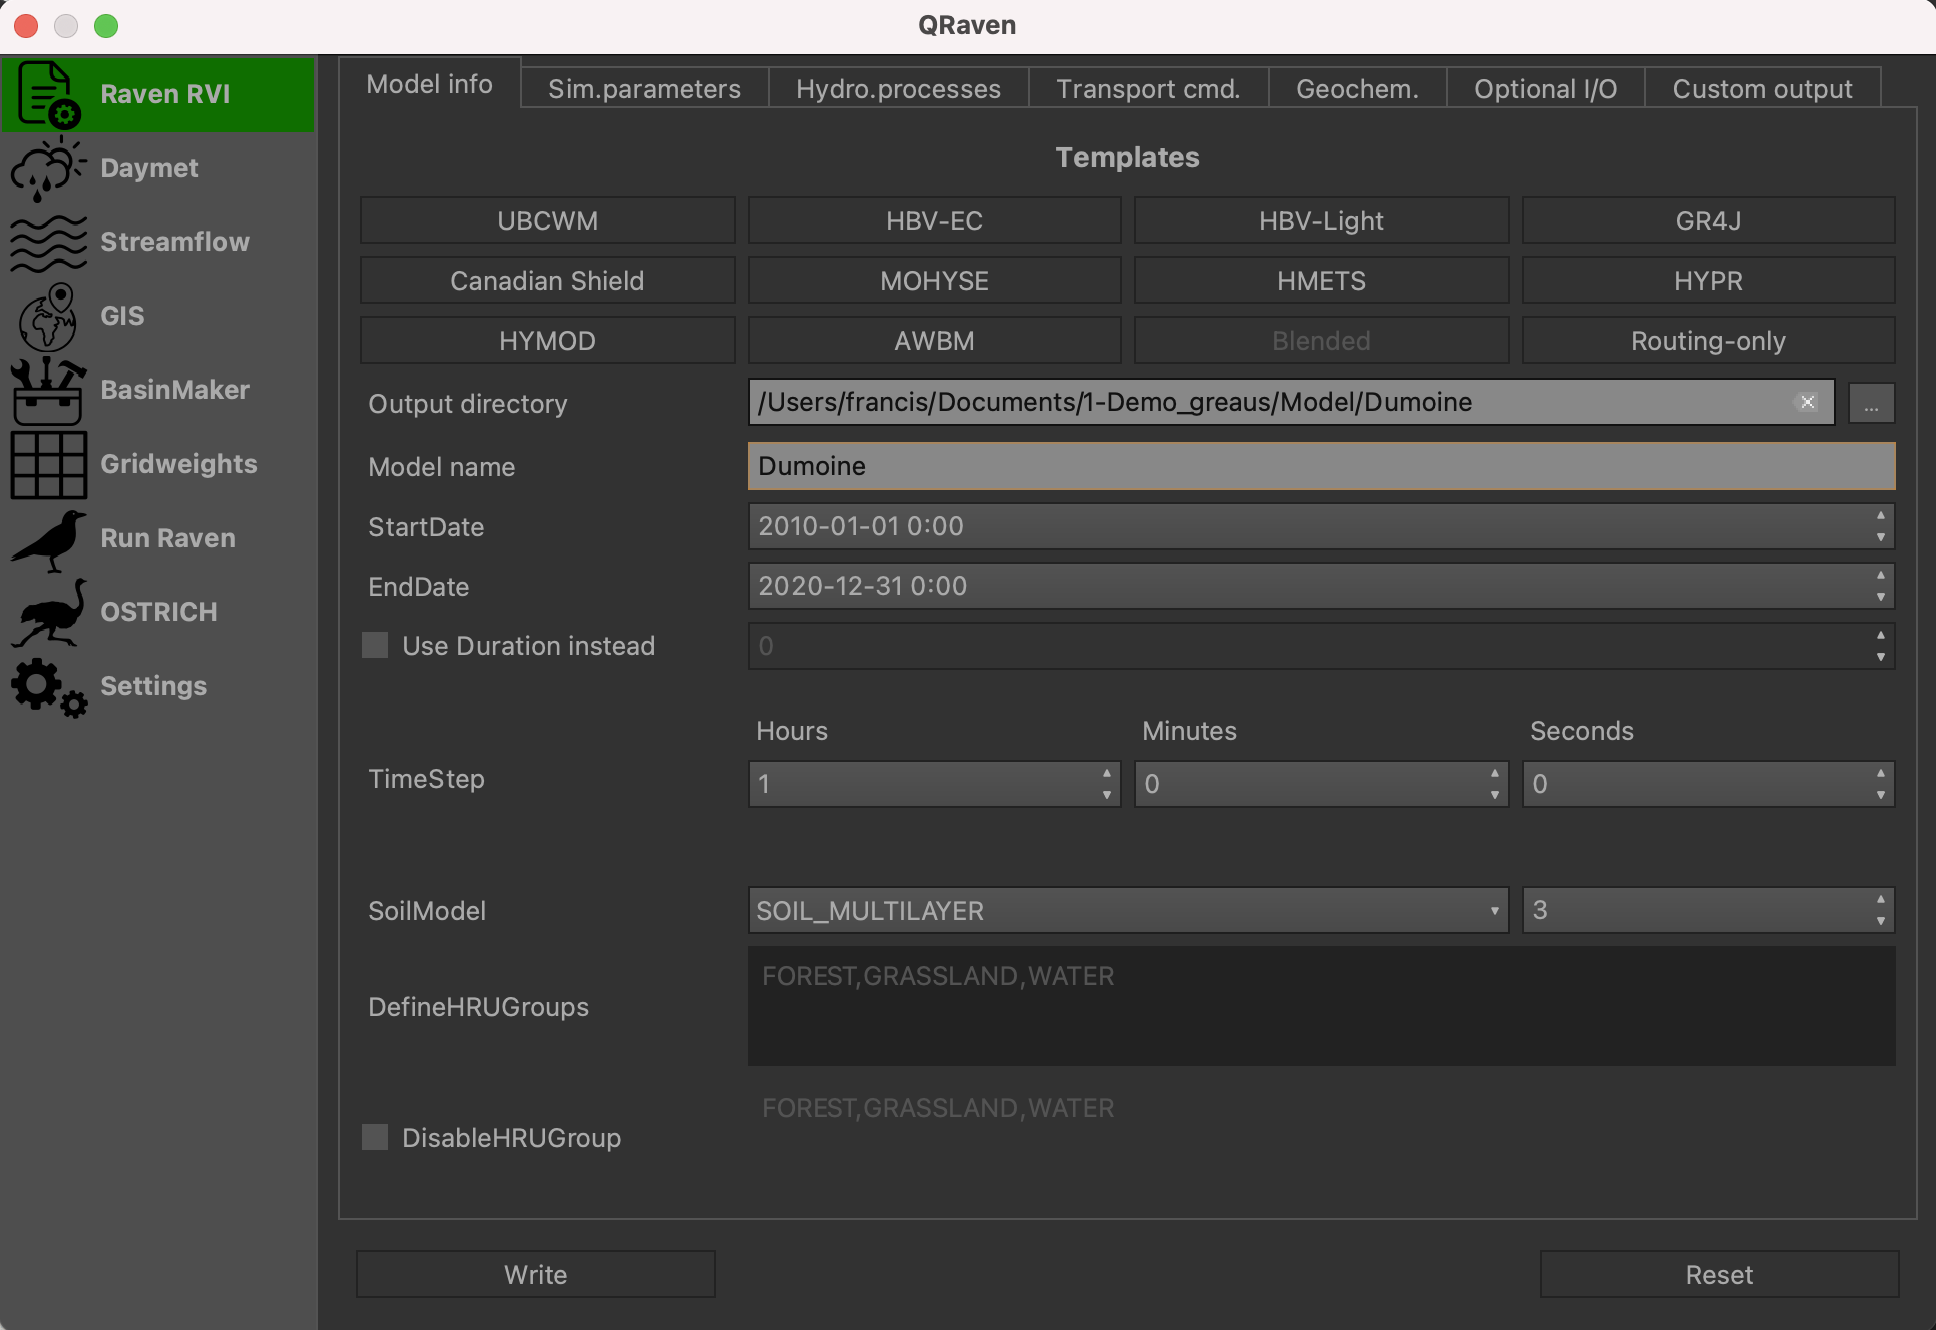 QRaven
Raven RVI
Daymet
Streamflow
GIS
BasinMaker
Gridweights
Run Raven
OSTRICH
Settings
Model info Sim.parameters Hydro.processes Transport cmd. Geochem. Optional I/O Custom output
Templates
UBCWM HBV-EC HBV-Light GR4J
Canadian Shield MOHYSE HMETS HYPR
HYMOD AWBM Blended Routing-only
Output directory /Users/francis/Documents/1-Demo_greaus/Model/Dumoine ...
Model name Dumoine
StartDate 2010-01-01 0:00
EndDate 2020-12-31 0:00
Use Duration instead 0
Hours Minutes Seconds
TimeStep 1 0 0
SoilModel SOIL_MULTILAYER 3
DefineHRUGroups FOREST,GRASSLAND,WATER
DisableHRUGroup FOREST,GRASSLAND,WATER
Write Reset